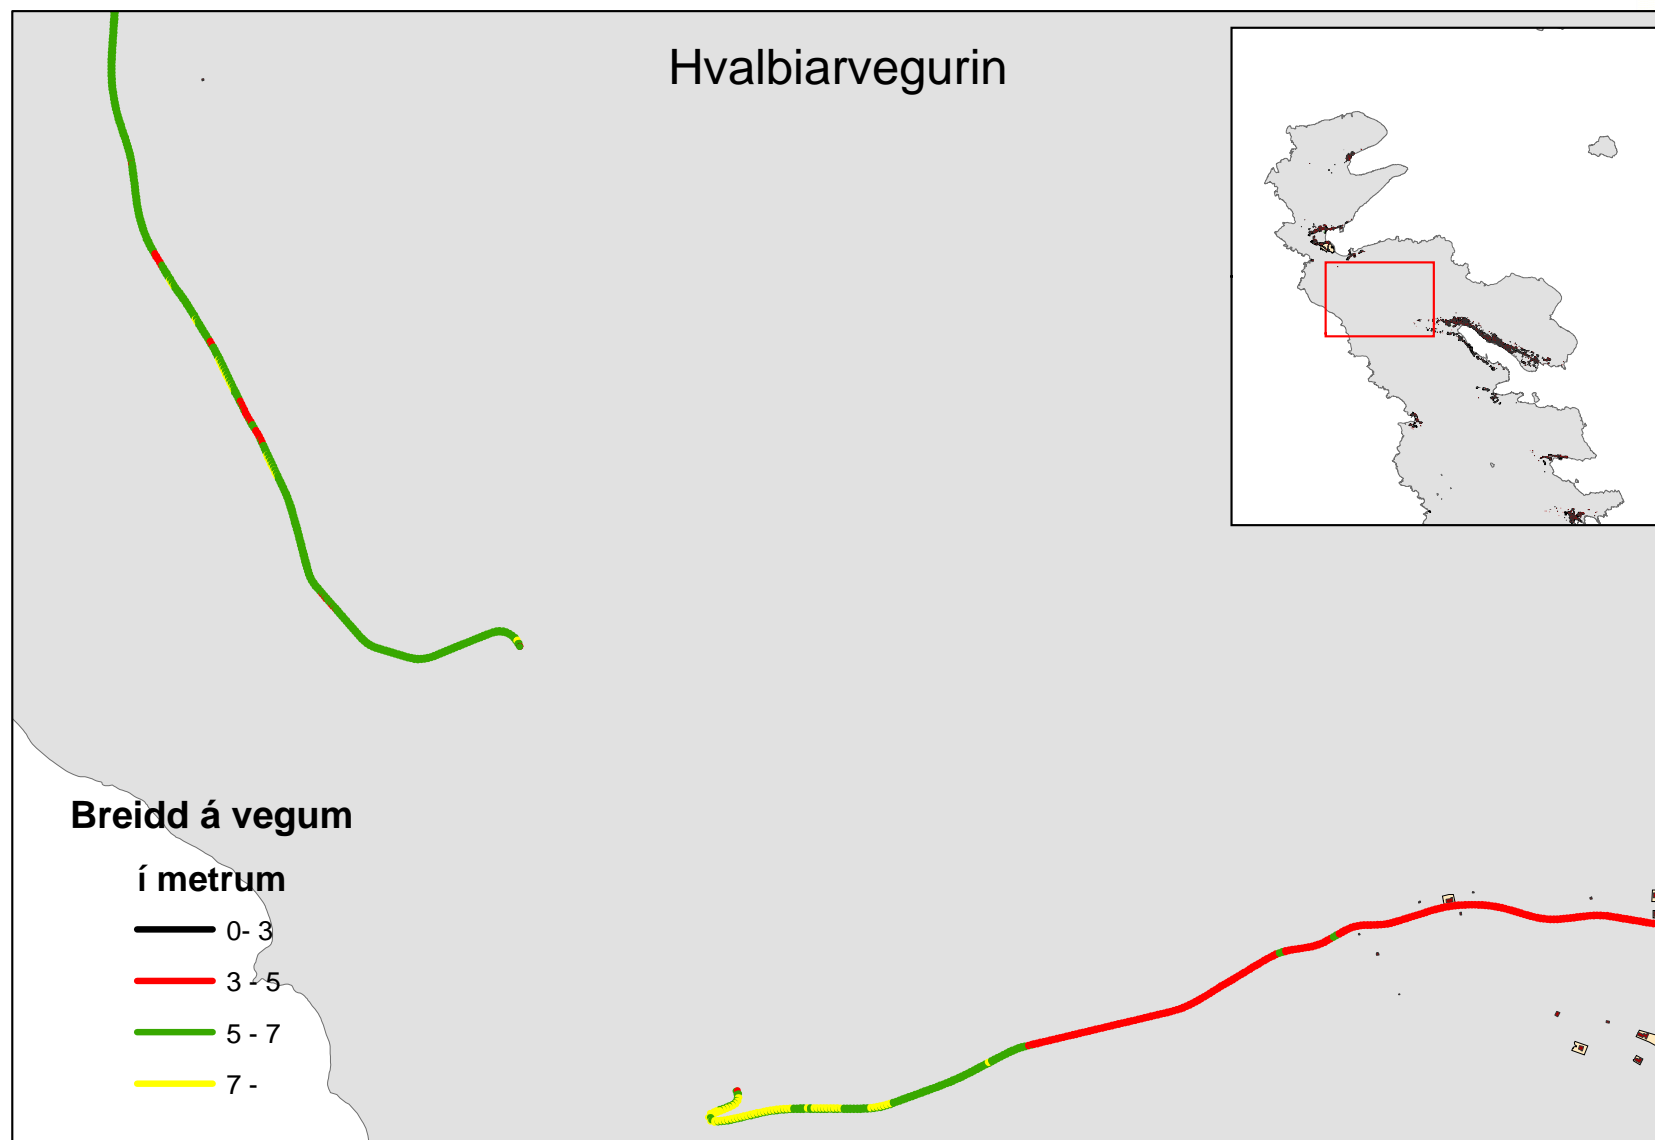 Hvalbiarvegurin
Breidd á vegum
í metrum
0- 3
3 - 5
5 - 7
7 -